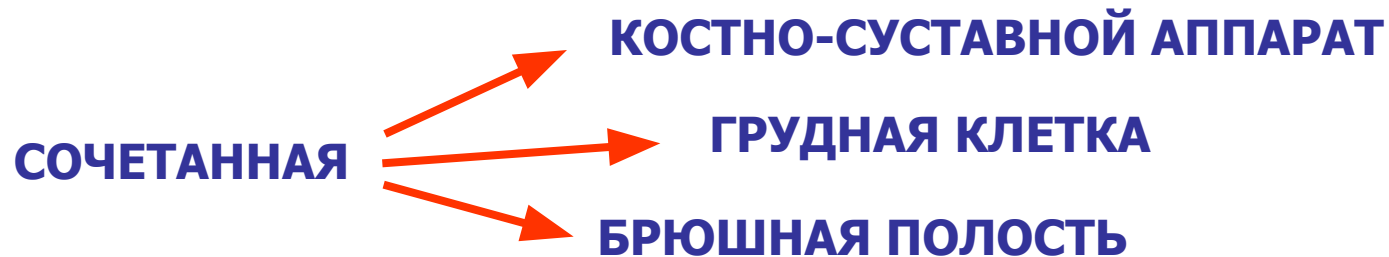 КОСТНО-СУСТАВНОЙ АППАРАТ
ГРУДНАЯ КЛЕТКА
СОЧЕТАННАЯ
БРЮШНАЯ ПОЛОСТЬ